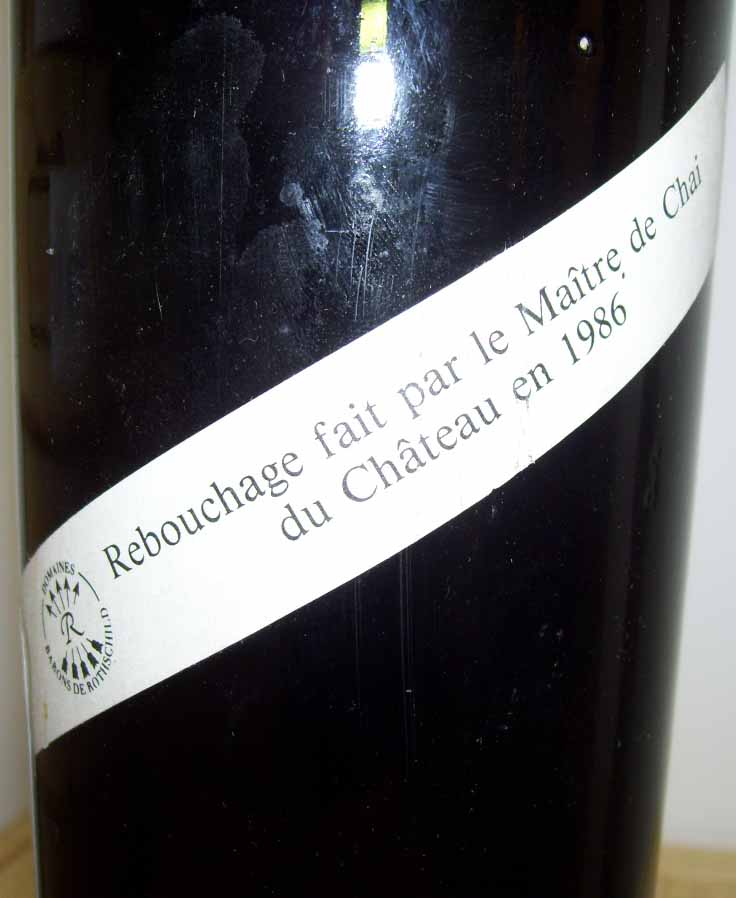 Rebouchage fait par le Maître de Chai
du Château en 1986
DOMAINES
R
BARONS DE ROTHSCHILD